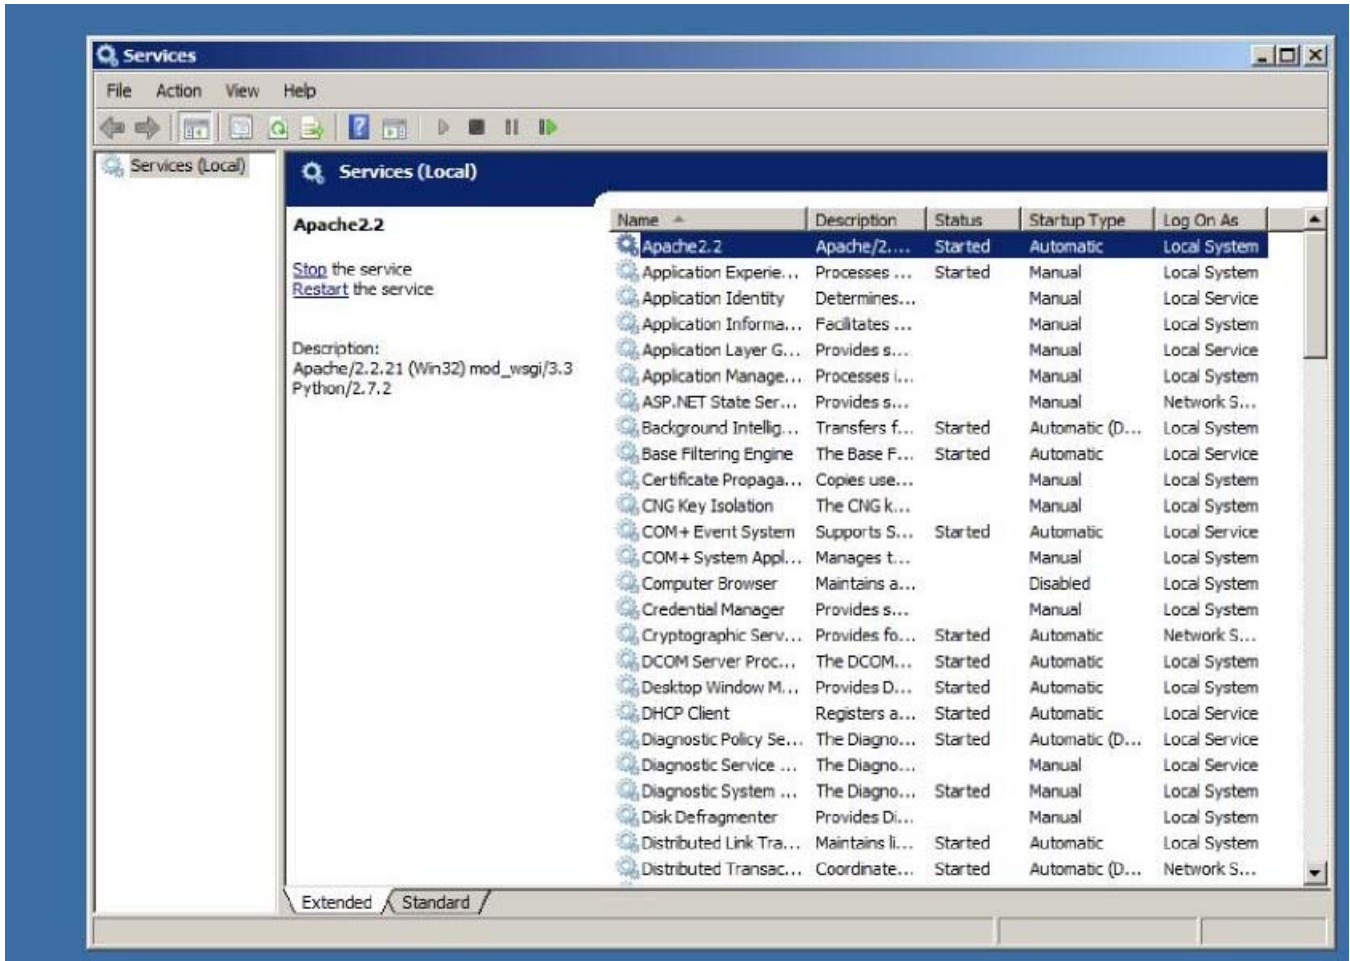 Services
File Action View Help
Services (Local)
Services (Local)
Apache2.2
Stop the service
Restart the service
Description:
Apache/2.2.21 (Win32) mod_wsgi/3.3
Python/2.7.2
Name Description Status Startup Type Log On As
Apache2.2 Apache/2.... Started Automatic Local System
Application Experie... Processes ... Started Manual Local System
Application Identity Determines... Manual Local Service
Application Informa... Facilitates ... Manual Local System
Application Layer G... Provides s... Manual Local Service
Application Manage... Processes i... Manual Local System
ASP.NET State Ser... Provides s... Manual Network S...
Background Intellig... Transfers f... Started Automatic (D... Local System
Base Filtering Engine The Base F... Started Automatic Local Service
Certificate Propaga... Copies use... Manual Local System
CNG Key Isolation The CNG k... Manual Local System
COM+ Event System Supports S... Started Automatic Local Service
COM+ System Appl... Manages t... Manual Local System
Computer Browser Maintains a... Disabled Local System
Credential Manager Provides s... Manual Local System
Cryptographic Serv... Provides fo... Started Automatic Network S...
DCOM Server Proc... The DCOM... Started Automatic Local System
Desktop Window M... Provides D... Started Automatic Local System
DHCP Client Registers a... Started Automatic Local Service
Diagnostic Policy Se... The Diagno... Started Automatic (D... Local Service
Diagnostic Service ... The Diagno... Manual Local Service
Diagnostic System ... The Diagno... Started Manual Local System
Disk Defragmenter Provides Di... Manual Local System
Distributed Link Tra... Maintains li... Started Automatic Local System
Distributed Transac... Coordinate... Started Automatic (D... Network S...
Extended Standard